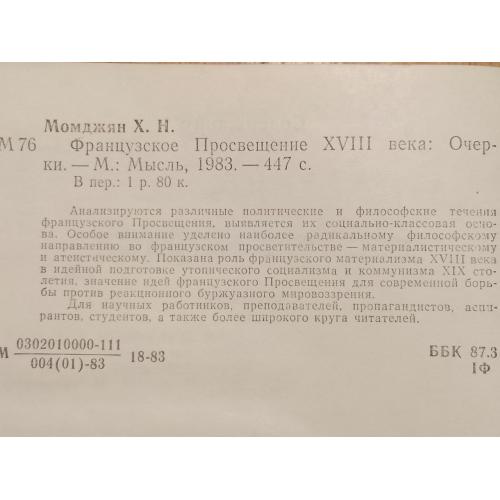 Момджян Х. Н.
М 76 Французское Просвещение XVIII века: Очер-
ки. — М.: Мысль, 1983. — 447 с.
В пер.: 1 р. 80 к.
Анализируются различные политические и философские течения
французского Просвещения, выявляется их социально-классовая осно-
ва. Особое внимание уделено наиболее радикальному философскому
направлению во французском просветительстве — материалистическому
и атеистическому. Показана роль французского материализма XVIII века
в идейной подготовке утопического социализма и коммунизма XIX сто-
летия, значение идей французского Просвещения для современной борь-
бы против реакционного буржуазного мировоззрения.
Для научных работников, преподавателей, пропагандистов, аспи-
рантов, студентов, а также более широкого круга читателей.
М 0302010000-111 18-83 ББК 87.3
004(01)-83 1Ф